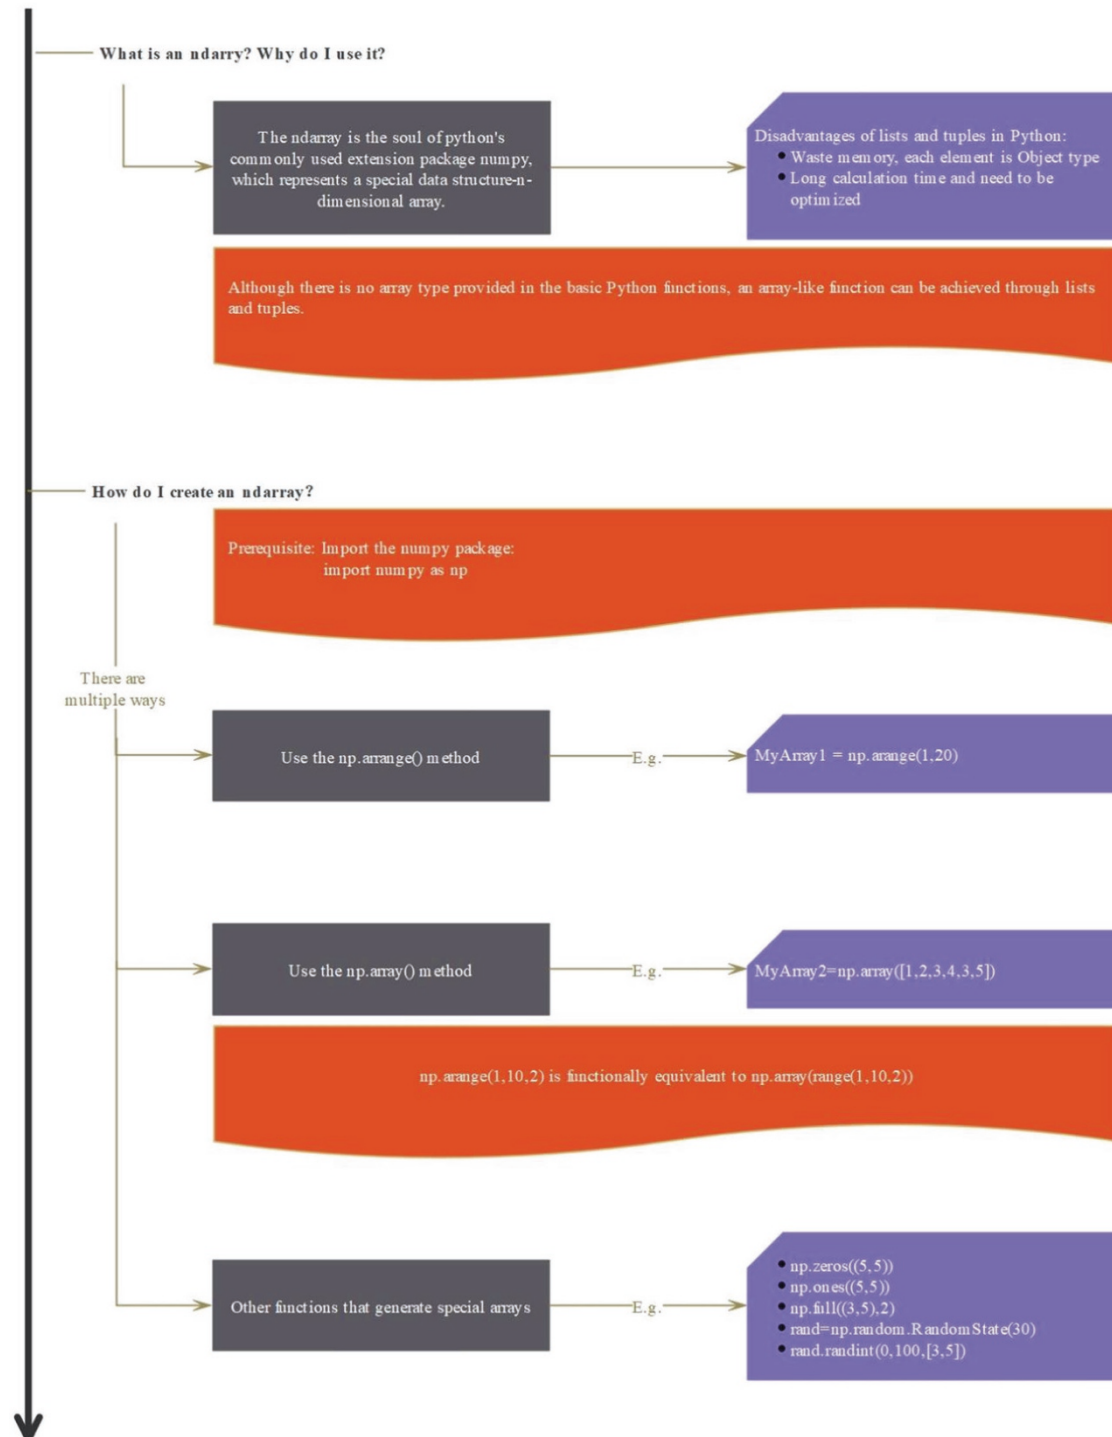 What is an ndarry? Why do I use it?
The ndarray is the soul of python's
commonly used extension package numpy,
which represents a special data structure-n-
dimensional array.
Disadvantages of lists and tuples in Python:
• Waste memory, each element is Object type
• Long calculation time and need to be
optimized
Although there is no array type provided in the basic Python functions, an array-like function can be achieved through lists
and tuples.
How do I create an ndarray?
Prerequisite: Import the numpy package:
import numpy as np
There are
multiple ways
Use the np.arrange() method
E.g.
MyArray1 = np.arange(1,20)
Use the np.array() method
E.g.
MyArray2=np.array([1,2,3,4,3,5])
np.arange(1,10,2) is functionally equivalent to np.array(range(1,10,2))
Other functions that generate special arrays
E.g.
• np.zeros((5,5))
• np.ones((5,5))
• np.full((3,5),2)
• rand=np.random.RandomState(30)
• rand.randint(0,100,[3,5])